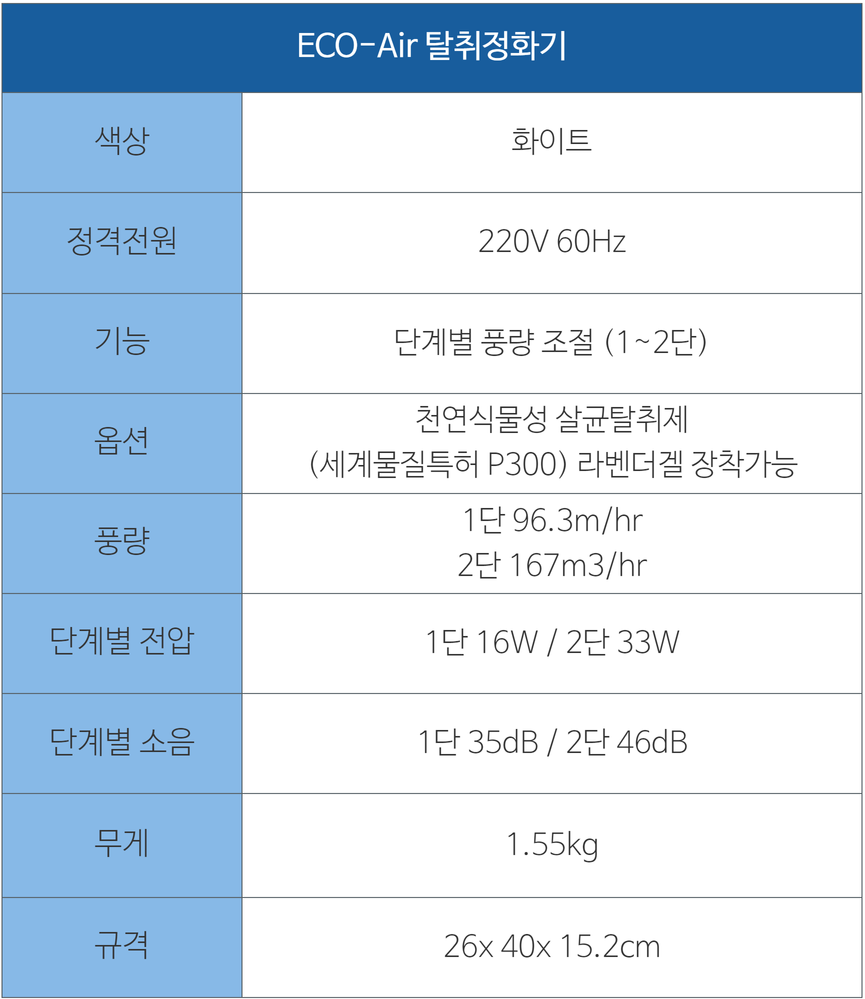 ECO-Air 탈취정화기
색상
화이트
정격전원
220V 60Hz
기능
단계별 풍량 조절 (1~2단)
옵션
천연식물성 살균탈취제
(세계물질특허 P300) 라벤더겔 장착가능
풍량
1단 96.3m/hr
2단 167m3/hr
단계별 전압
1단 16W / 2단 33W
단계별 소음
1단 35dB / 2단 46dB
무게
1.55kg
규격
26x 40x 15.2cm